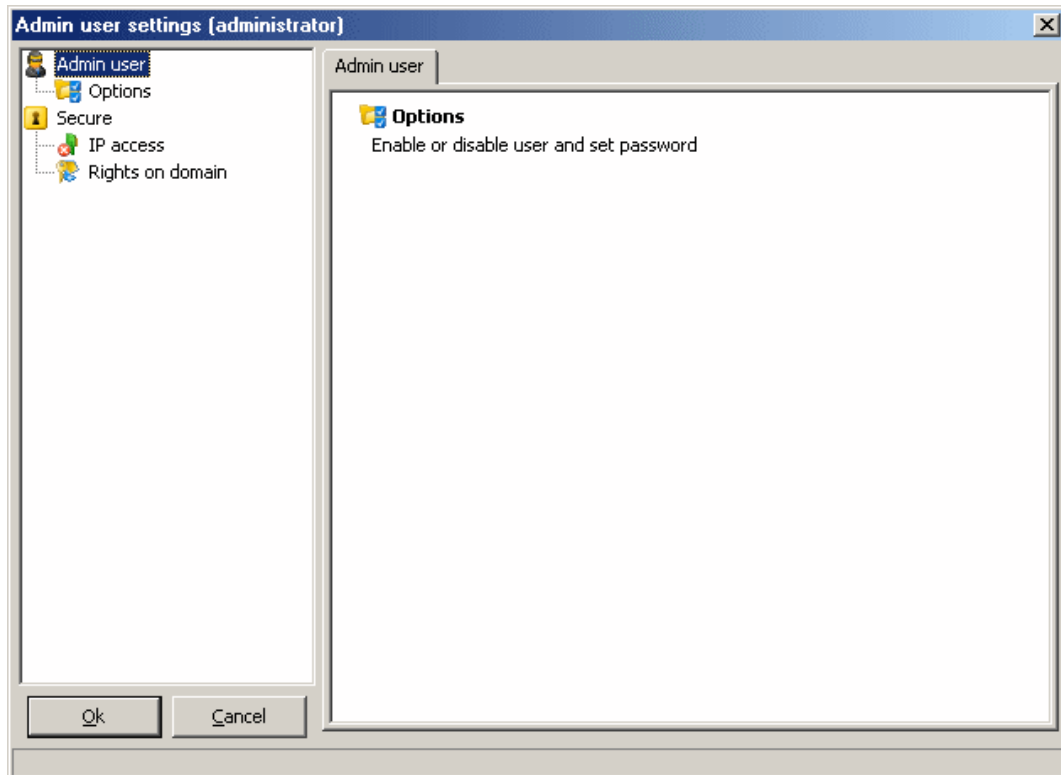 Admin user settings (administrator)
Admin user
Options
Secure
IP access
Rights on domain
Admin user
Options
Enable or disable user and set password
Ok
Cancel